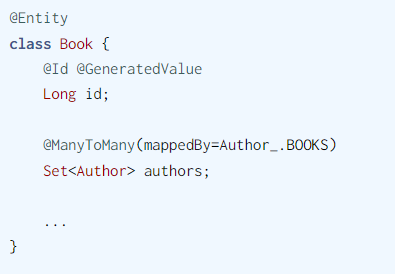 @Entity
class Book {
    @Id @GeneratedValue
    Long id;

    @ManyToMany(mappedBy=Author_.BOOKS)
    Set<Author> authors;

    ...
}